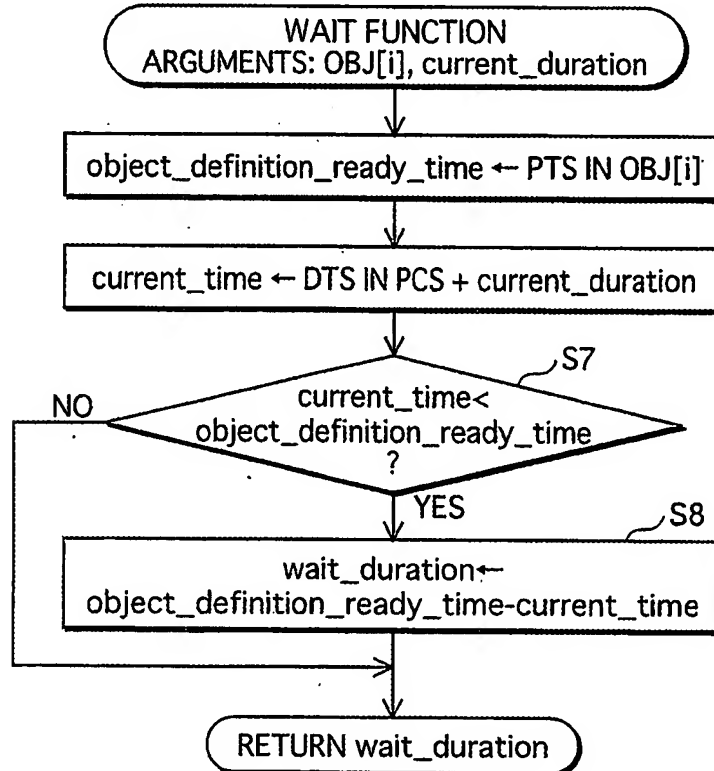 WAIT FUNCTION
ARGUMENTS: OBJ[i], current_duration
object_definition_ready_time ← PTS IN OBJ[i]
current_time ← DTS IN PCS + current_duration
S7
NO
current_time<
object_definition_ready_time
?
YES
S8
wait_duration←
object_definition_ready_time-current_time
RETURN wait_duration